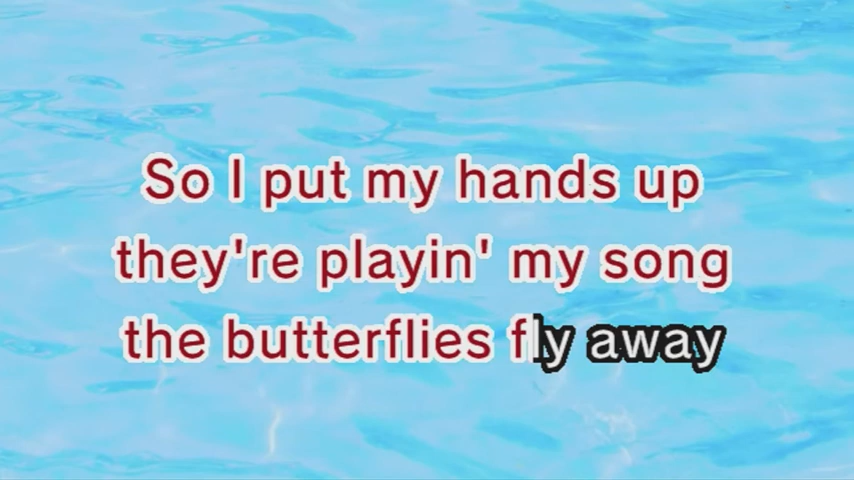 So I put my hands up
they're playin' my song
the butterflies fly away